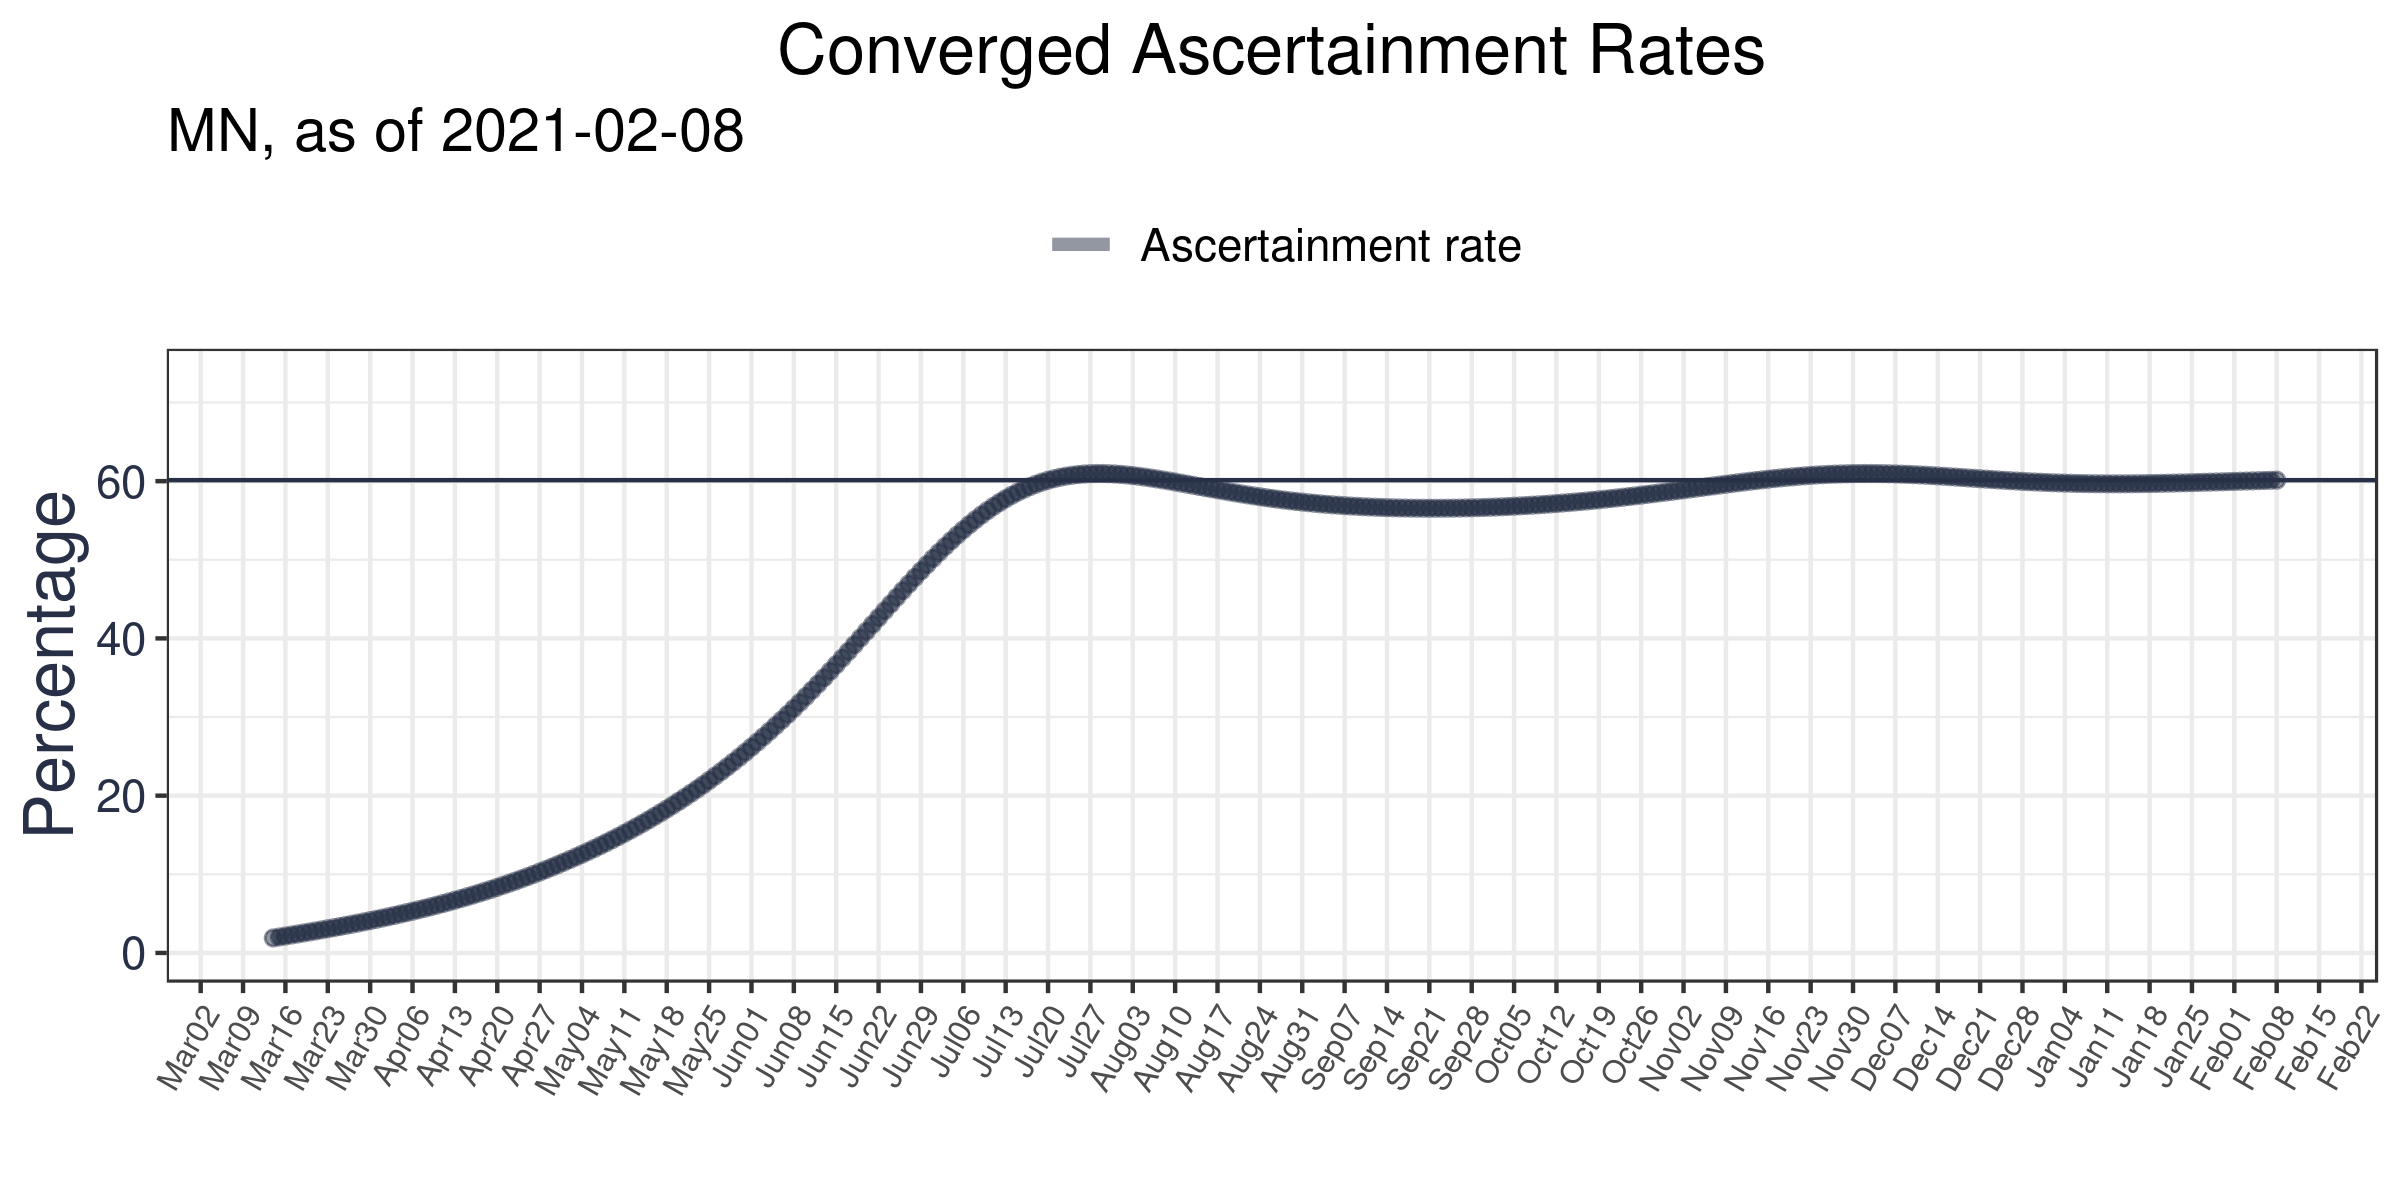 Converged Ascertainment Rates
MN, as of 2021-02-08
Ascertainment rate
Percentage
60
40
20
0
Mar02 Mar09 Mar16 Mar23 Mar30 Apr06 Apr13 Apr20 Apr27 May04 May11 May18 May25 Jun01 Jun08 Jun15 Jun22 Jun29 Jul06 Jul13 Jul20 Jul27 Aug03 Aug10 Aug17 Aug24 Aug31 Sep07 Sep14 Sep21 Sep28 Oct05 Oct12 Oct19 Oct26 Nov02 Nov09 Nov16 Nov23 Nov30 Dec07 Dec14 Dec21 Dec28 Jan04 Jan11 Jan18 Jan25 Feb01 Feb08 Feb15 Feb22